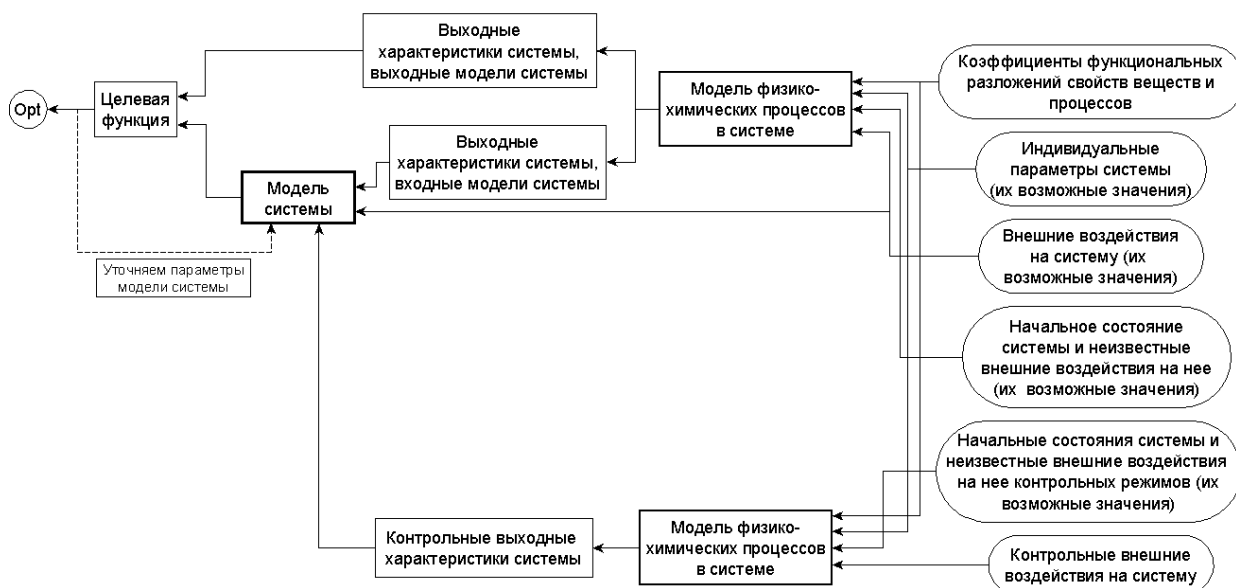 Opt
Целевая
функция
Выходные
характеристики системы,
выходные модели системы
Выходные
характеристики системы,
входные модели системы
Модель
системы
Уточняем параметры
модели системы
Модель физико-
химических процессов
в системе
Коэффициенты функциональных
разложений свойств веществ и
процессов
Индивидуальные
параметры системы
(их возможные значения)
Внешние воздействия
на систему (их
возможные значения)
Начальное состояние
системы и неизвестные
внешние воздействия на нее
(их возможные значения)
Начальные состояния системы и
неизвестные внешние воздействия
на нее контрольных режимов (их
возможные значения)
Контрольные внешние
воздействия на систему
Модель физико-
химических процессов
в системе
Контрольные выходные
характеристики системы